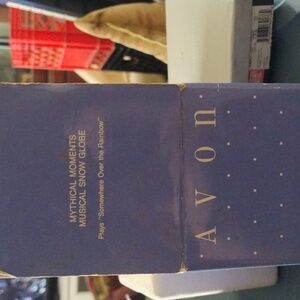 MYTHICAL MOMENTS
MUSICAL SNOW GLOBE
Plays "Somewhere Over the Rainbow"
AVON